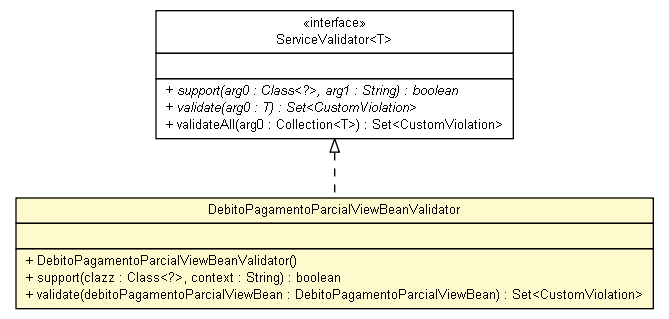 «interface»
ServiceValidator<T>
+ support(arg0 : Class<?>, arg1 : String) : boolean
+ validate(arg0 : T) : Set<CustomViolation>
+ validateAll(arg0 : Collection<T>) : Set<CustomViolation>
DebitoPagamentoParcialViewBeanValidator
+ DebitoPagamentoParcialViewBeanValidator()
+ support(clazz : Class<?>, context : String) : boolean
+ validate(debitoPagamentoParcialViewBean : DebitoPagamentoParcialViewBean) : Set<CustomViolation>